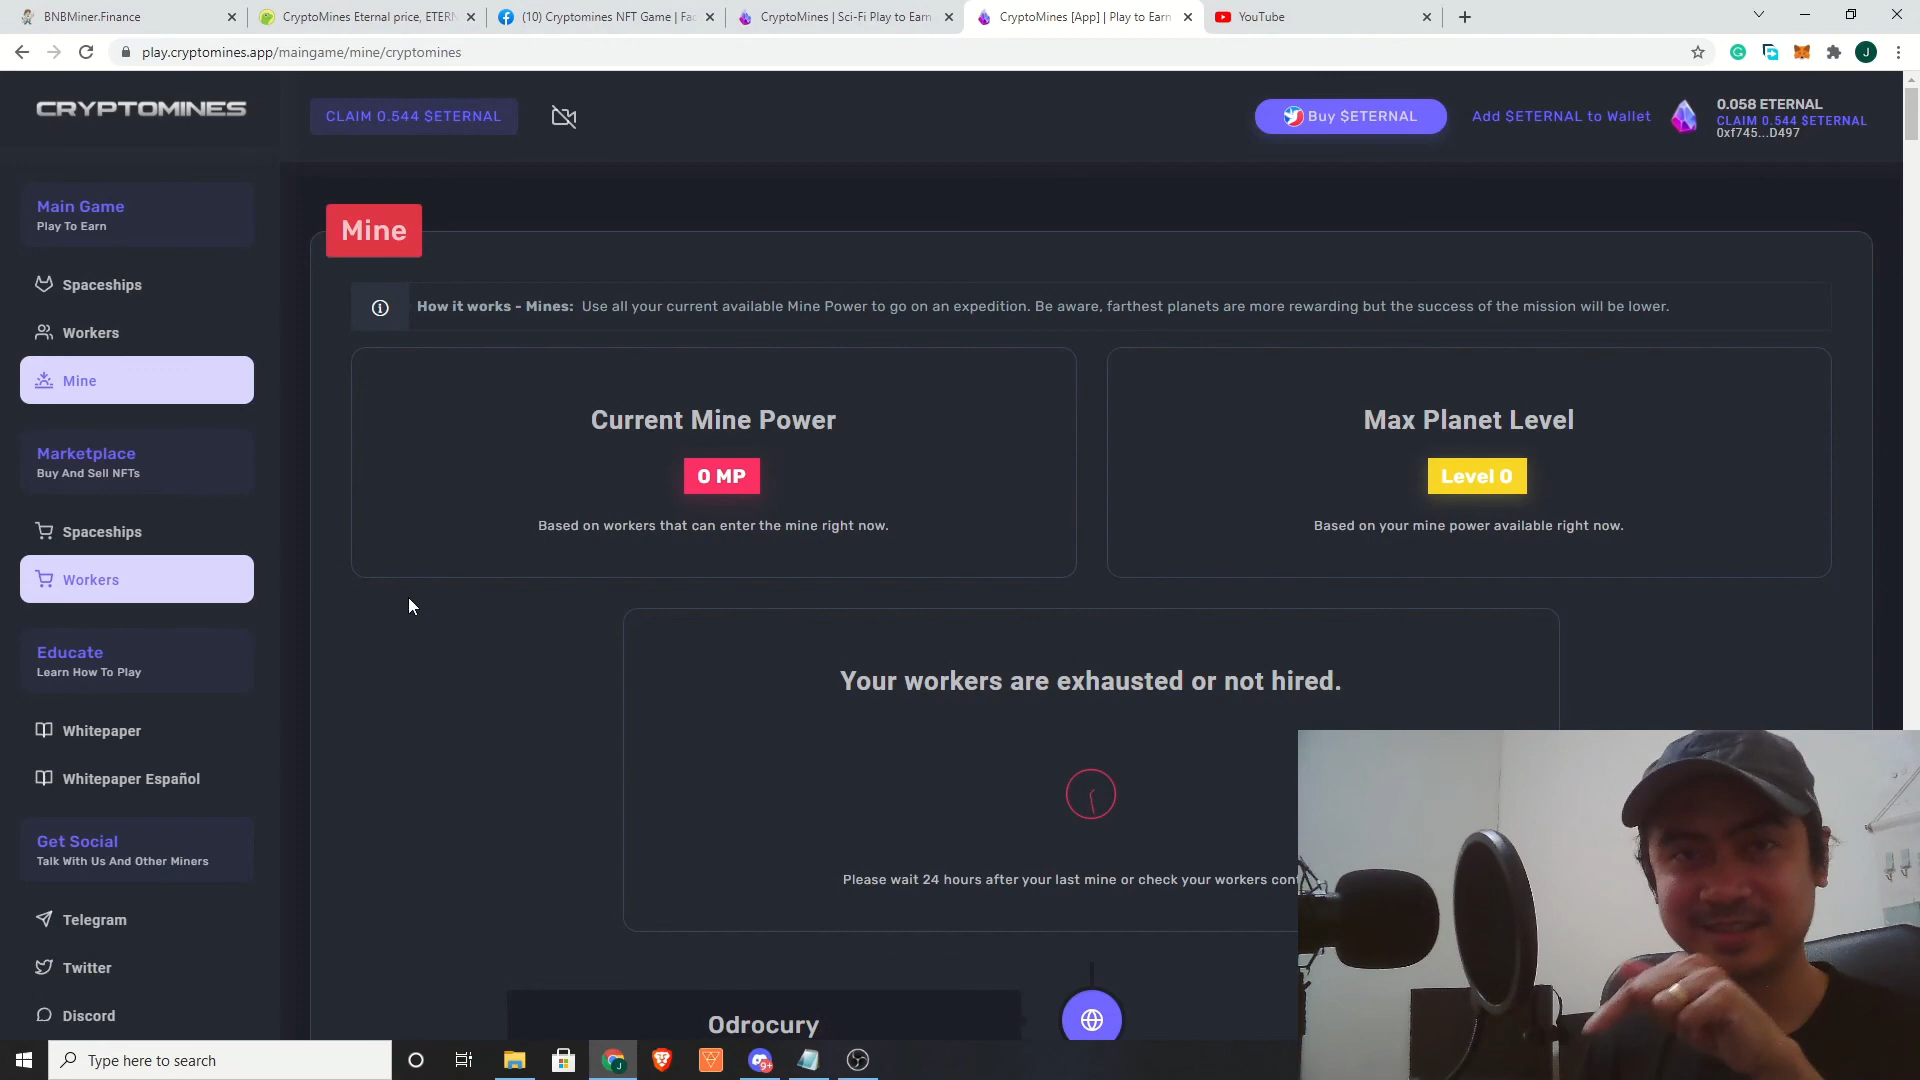 BNBMiner.Finance
CryptoMines Eternal price, ETERN
(10) Cryptomines NFT Game | Fac
CryptoMines | Sci-Fi Play to Earn
CryptoMines [App] | Play to Earn
YouTube
play.cryptomines.app/maingame/mine/cryptomines
J
CRYPTOMINES
CLAIM 0.544 $ETERNAL
Buy $ETERNAL
Add $ETERNAL to Wallet
0.058 ETERNAL
CLAIM 0.544 $ETERNAL
0xf745...D497
Main Game
Play To Earn
Spaceships
Workers
Mine
Marketplace
Buy And Sell NFTs
Spaceships
Workers
Educate
Learn How To Play
Whitepaper
Whitepaper Español
Get Social
Talk With Us And Other Miners
Telegram
Twitter
Discord
Mine
How it works - Mines: Use all your current available Mine Power to go on an expedition. Be aware, farthest planets are more rewarding but the success of the mission will be lower.
Current Mine Power
0 MP
Based on workers that can enter the mine right now.
Max Planet Level
Level 0
Based on your mine power available right now.
Your workers are exhausted or not hired.
Please wait 24 hours after your last mine or check your workers con
Odrocury
Type here to search
J
9+